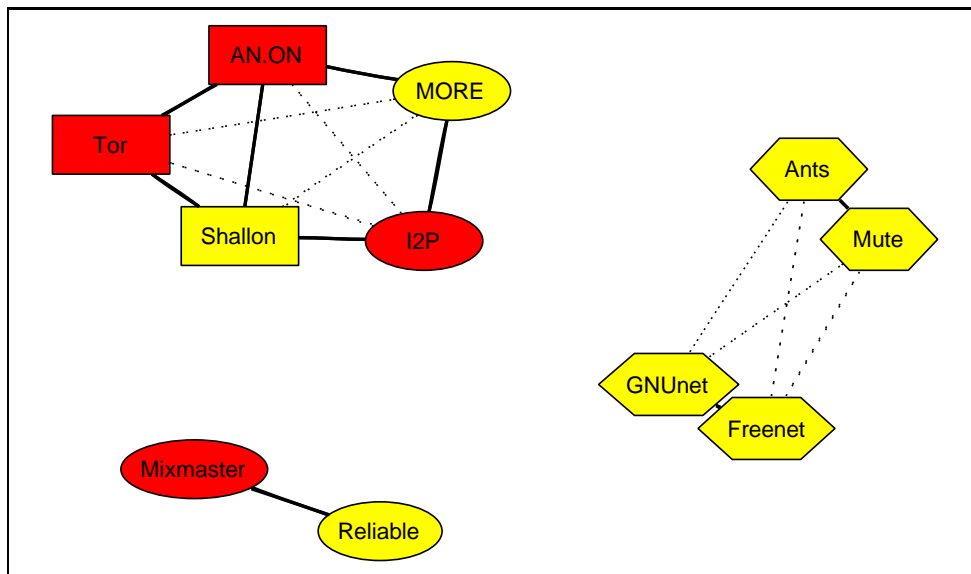 AN.ON
MORE
Tor
Shallon
I2P
Ants
Mute
GNUnet
Freenet
Mixmaster
Reliable